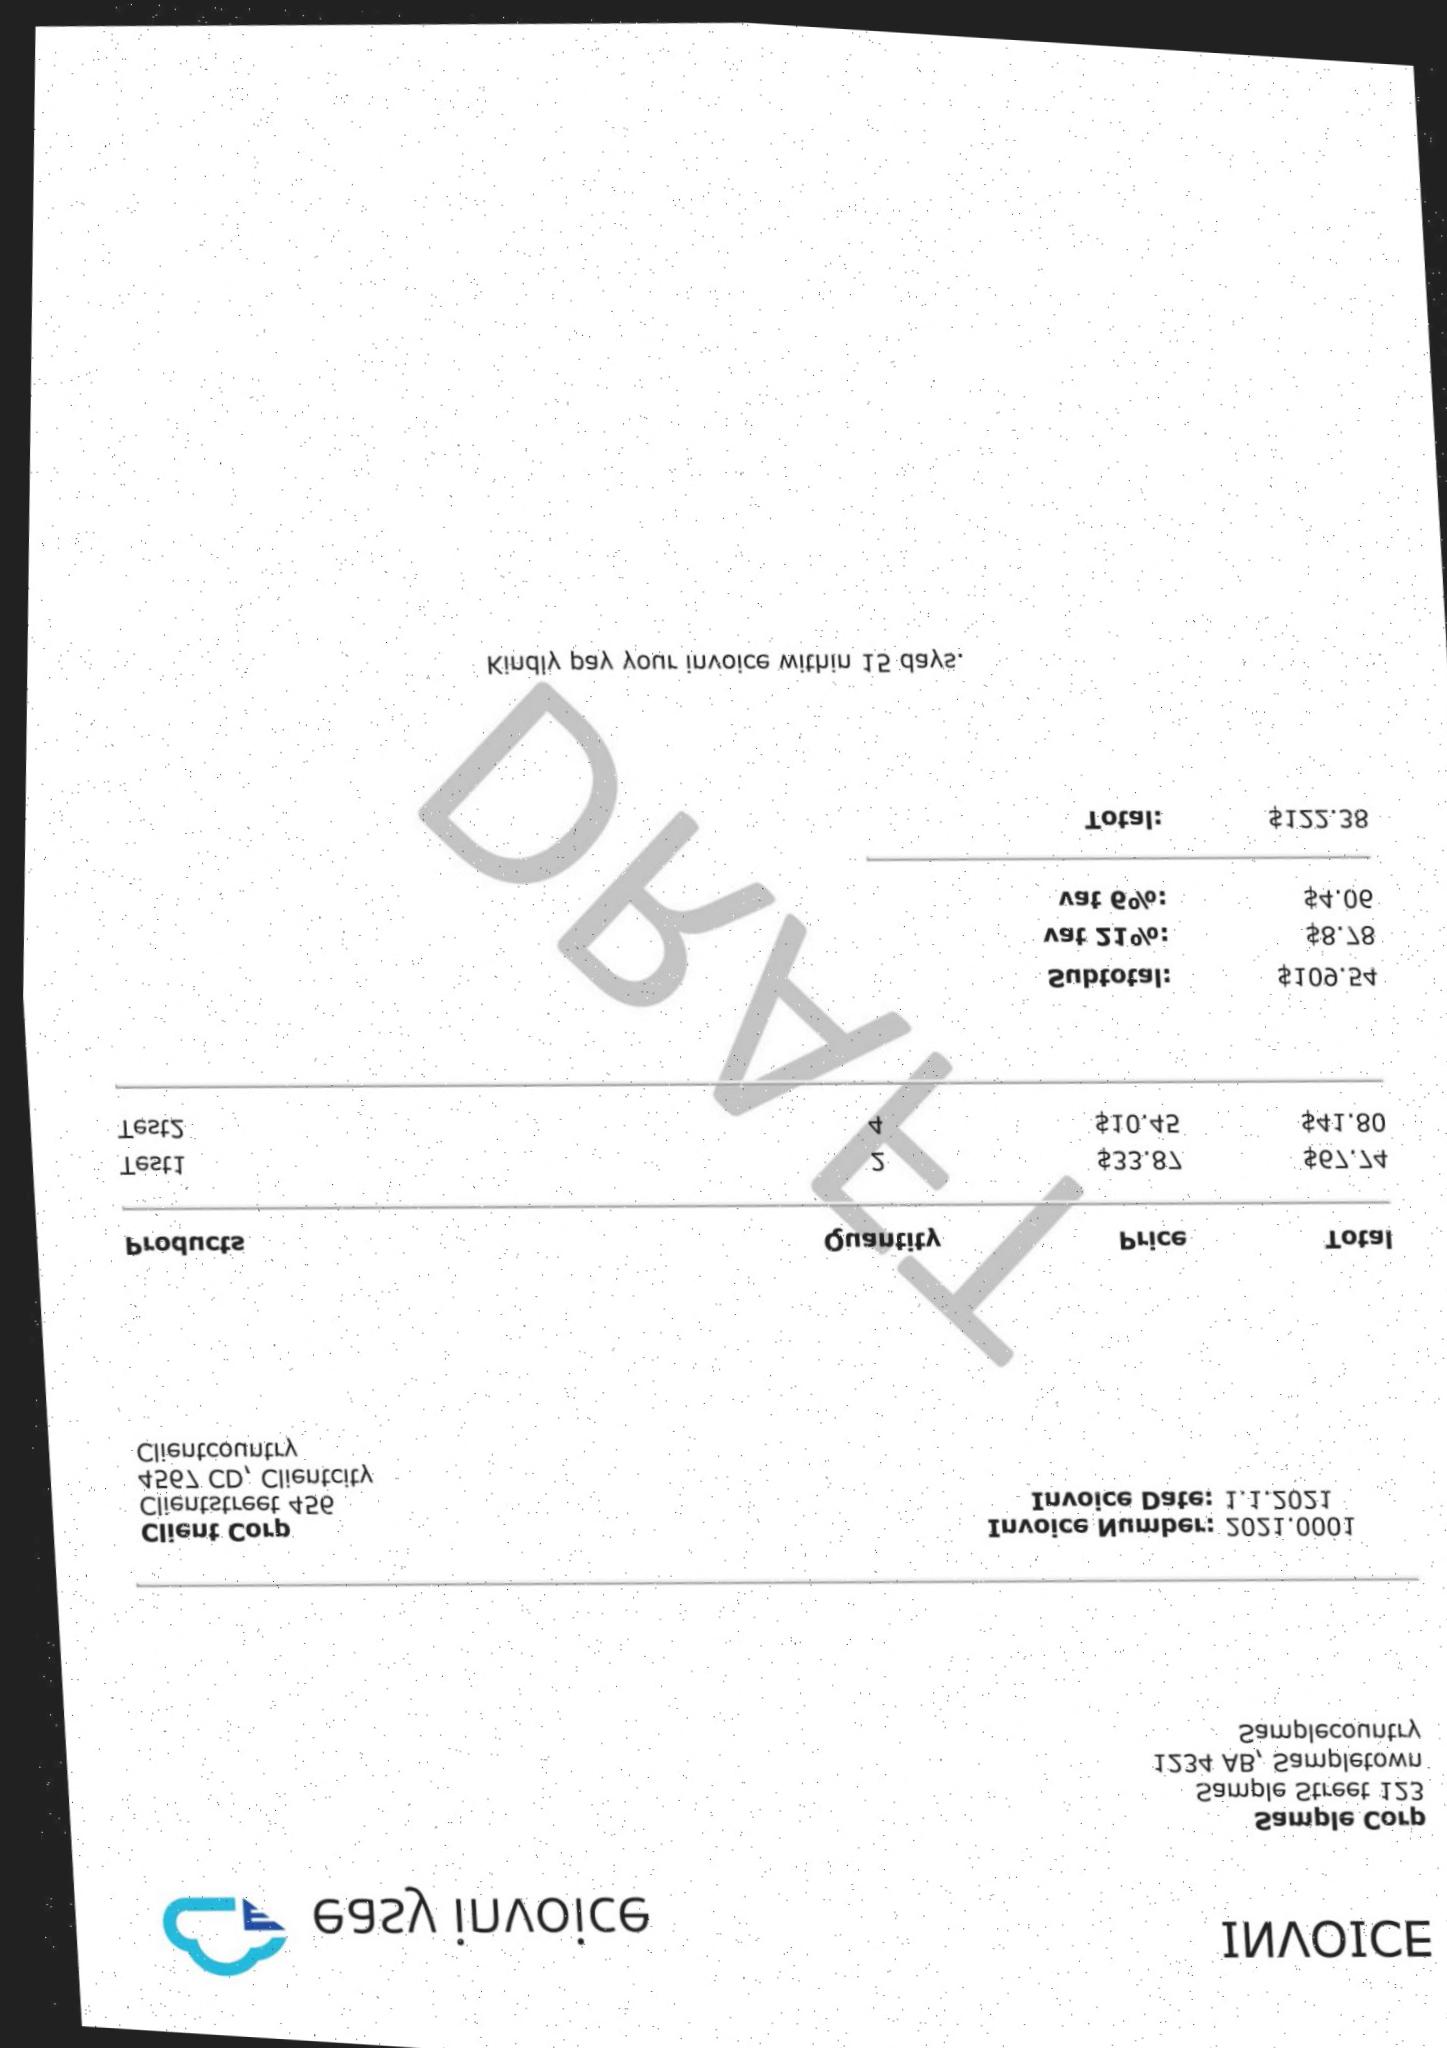 easy invoice
INVOICE
Sample Corp
Sample Street 123
1234 AB, Sampletown
Samplecountry
Client Corp
Clientstreet 456
4567 CD, Clientcity
Clientcountry
Invoice Number: 2021.0001
Invoice Date: 1.1.2021
Products Quantity Price Total
Test1 2 $33.87 $67.74
Test2 4 $10.45 $41.80
Subtotal: $109.54
vat 21%: $8.78
vat 6%: $4.06
Total: $122.38
DRAFT
Kindly pay your invoice within 15 days.